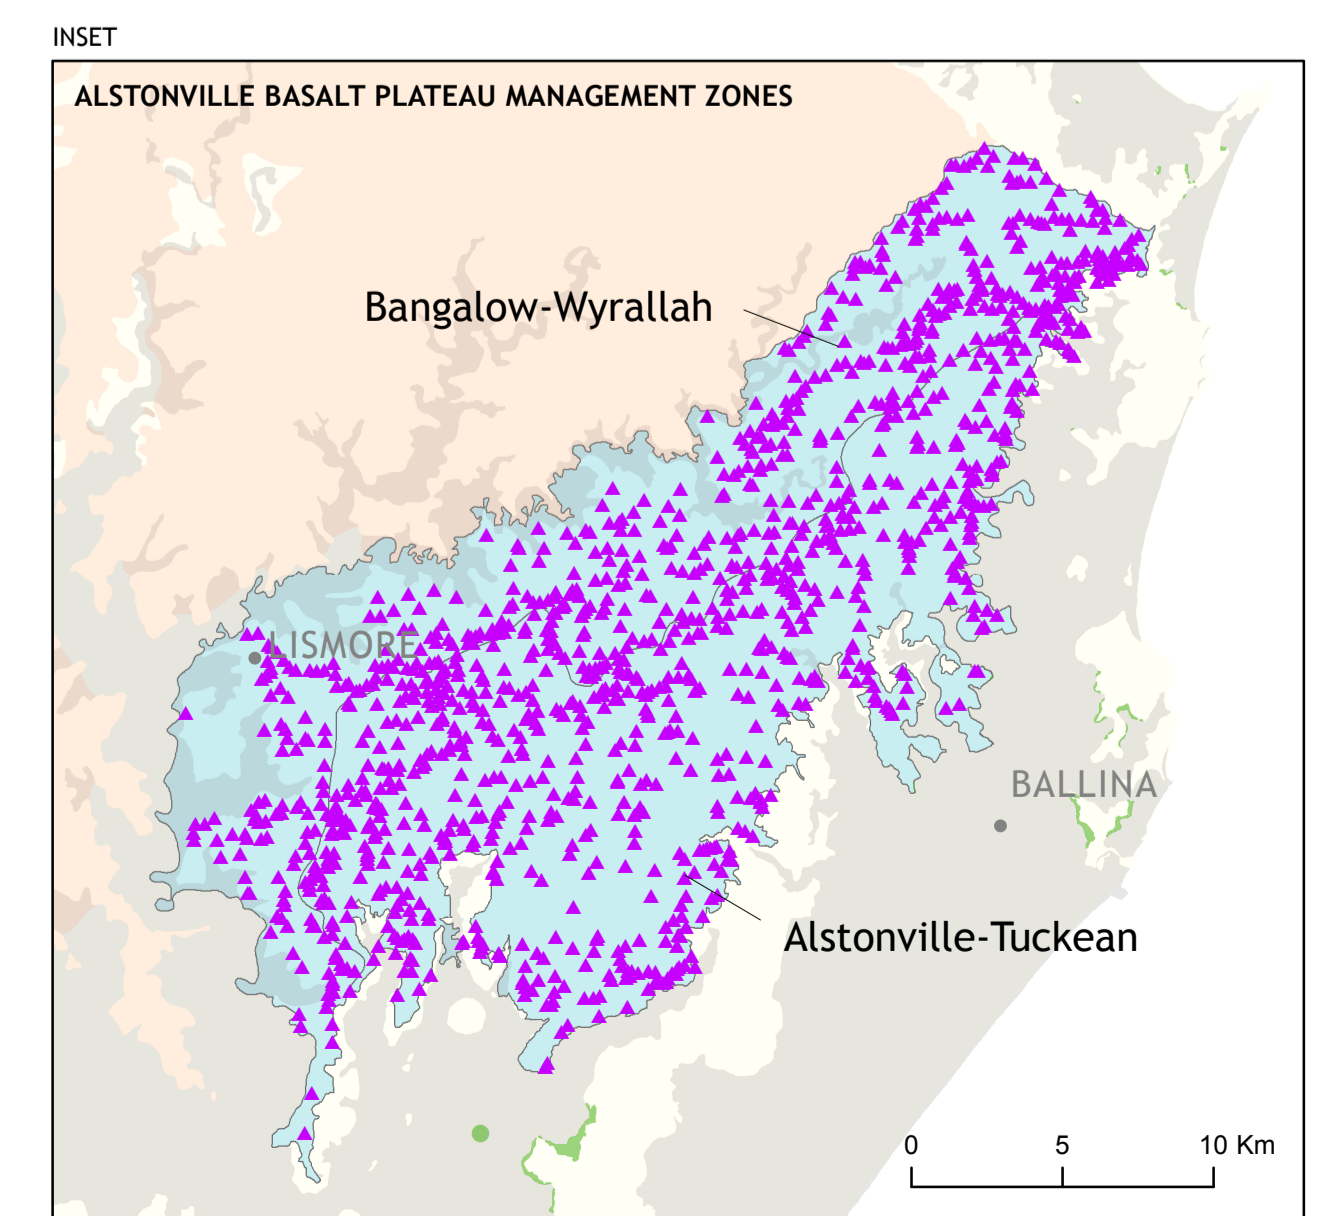 INSET
ALSTONVILLE BASALT PLATEAU MANAGEMENT ZONES
Bangalow-Wyrallah
LISMORE
BALLINA
Alstonville-Tuckean
0 5 10 Km